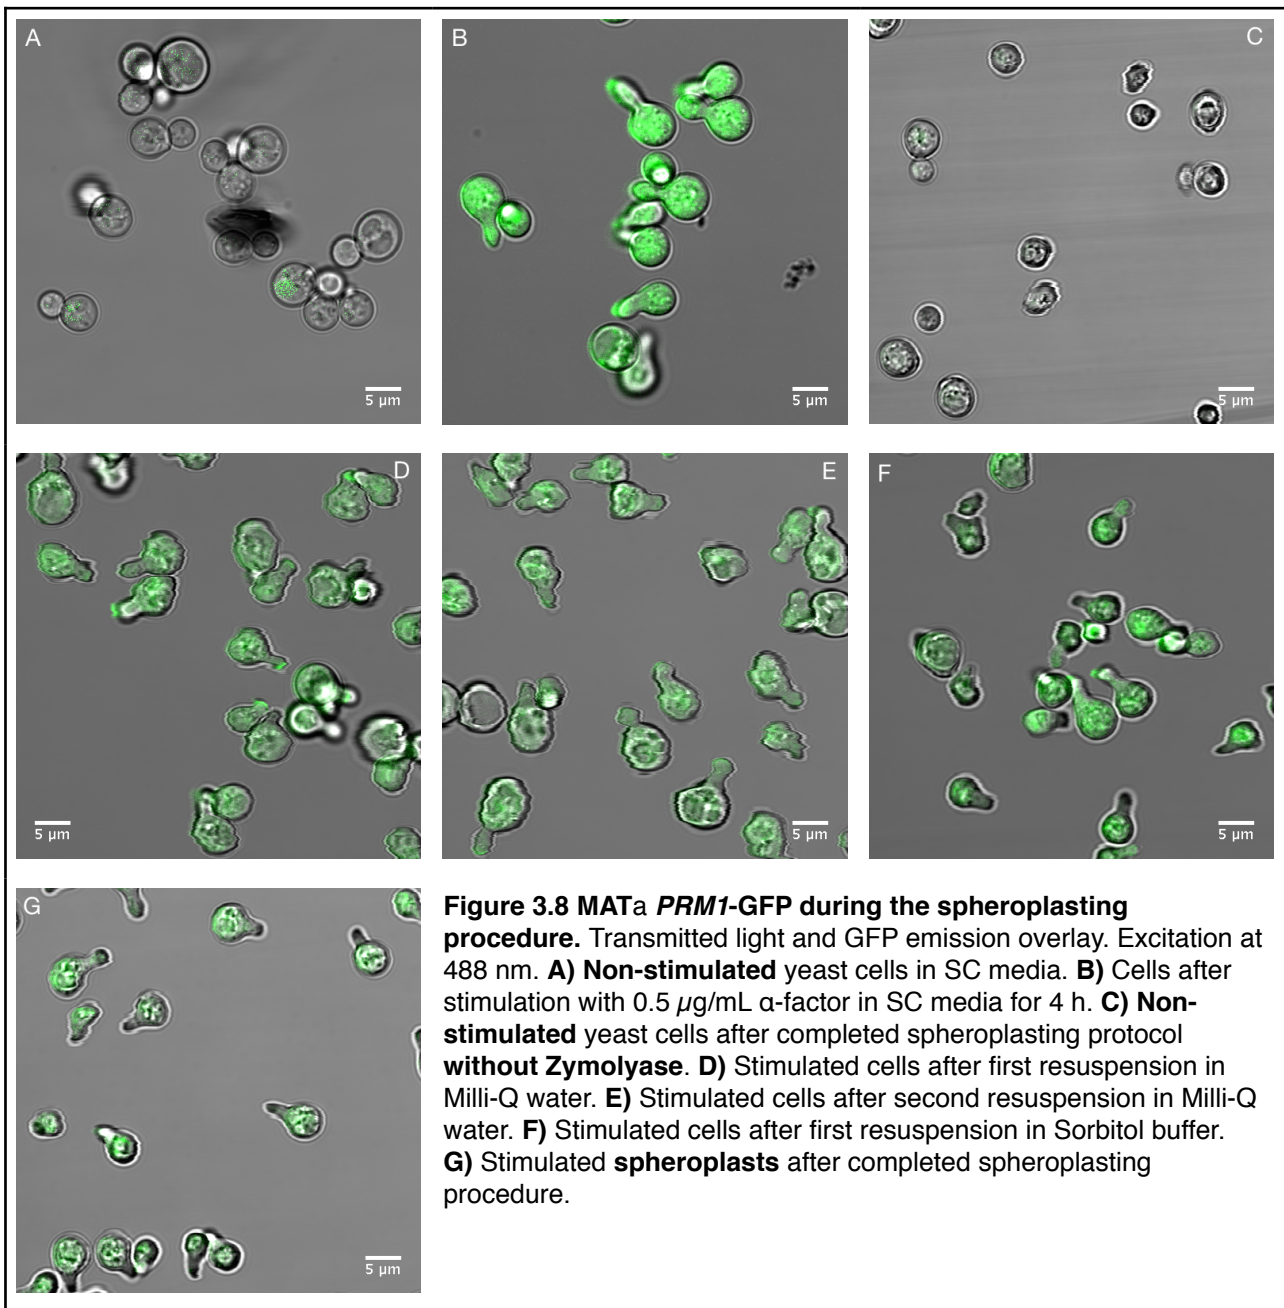 A
B
C
5 µm
5 µm
5 µm
D
E
F
5 µm
5 µm
5 µm
G
5 µm
Figure 3.8 MATa PRM1-GFP during the spheroplasting
procedure. Transmitted light and GFP emission overlay. Excitation at
488 nm. A) Non-stimulated yeast cells in SC media. B) Cells after
stimulation with 0.5 µg/mL α-factor in SC media for 4 h. C) Non-
stimulated yeast cells after completed spheroplasting protocol
without Zymolyase. D) Stimulated cells after first resuspension in
Milli-Q water. E) Stimulated cells after second resuspension in Milli-Q
water. F) Stimulated cells after first resuspension in Sorbitol buffer.
G) Stimulated spheroplasts after completed spheroplasting
procedure.